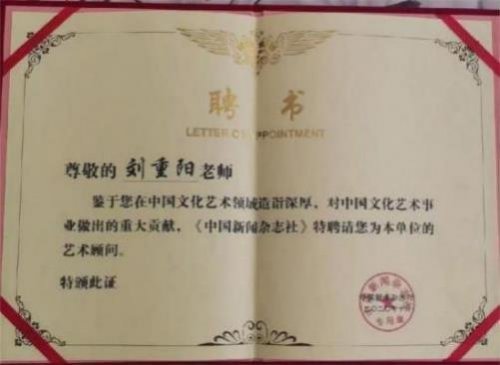 聘书
LETTER OF APPOINTMENT
尊敬的 刘重阳 老师
鉴于您在中国文化艺术领域造诣深厚，对中国文化艺术事
业做出的重大贡献，《中国新闻杂志社》特聘请您为本单位的
艺术顾问。
特颁此证